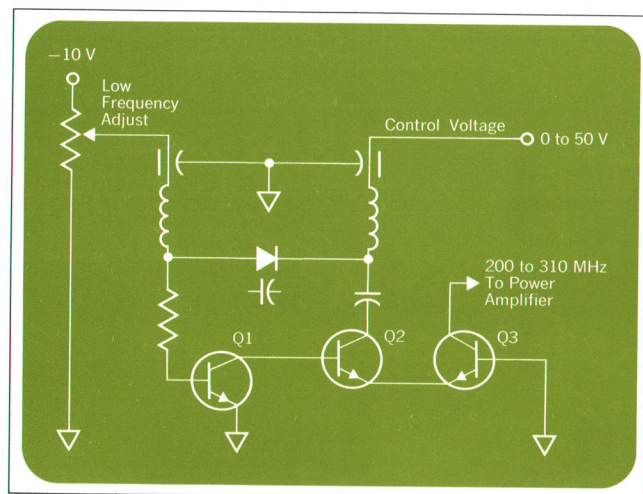 −10 V
Low
Frequency
Adjust
Control Voltage
0 to 50 V
200 to 310 MHz
To Power
Amplifier
Q1
Q2
Q3